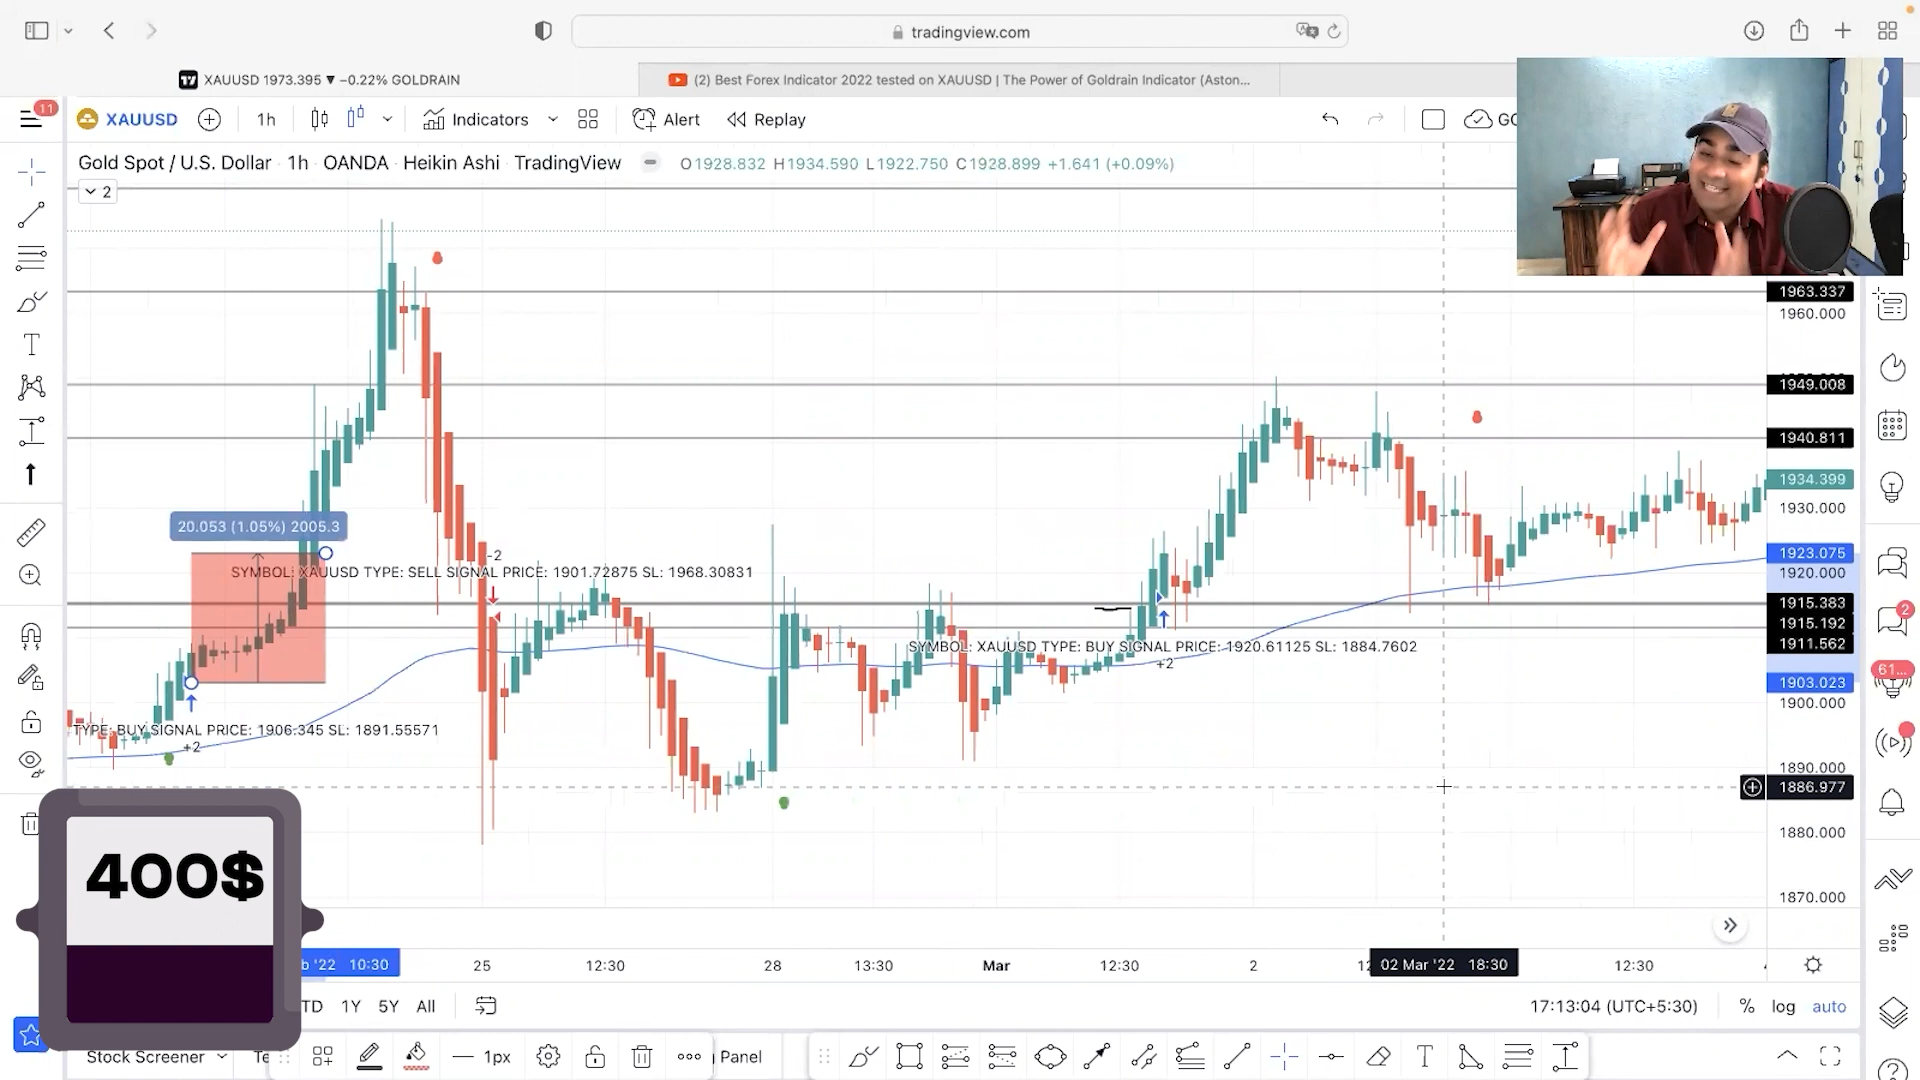 tradingview.com
XAUUSD 1973.395 ▼ −0.22% GOLDRAIN
(2) Best Forex Indicator 2022 tested on XAUUSD | The Power of Goldrain Indicator (Aston...
11
XAUUSD
1h
Indicators
Alert
Replay
Gold Spot / U.S. Dollar 1h OANDA Heikin Ashi TradingView
O1928.832 H1934.590 L1922.750 C1928.899 +1.641 (+0.09%)
2
1963.337
1960.000
1949.008
1940.811
1934.399
1930.000
20.053 (1.05%) 2005.3
-2
1923.075
SYMBOL: XAUUSD TYPE: SELL SIGNAL PRICE: 1901.72875 SL: 1968.30831
1920.000
1915.383
2
1915.192
SYMBOL: XAUUSD TYPE: BUY SIGNAL PRICE: 1920.61125 SL: 1884.7602
+2
1911.562
61...
1903.023
1900.000
TYPE: BUY SIGNAL PRICE: 1906.345 SL: 1891.55571
+2
1890.000
1886.977
1880.000
400$
1870.000
'22 10:30
25
12:30
28
13:30
Mar
12:30
2
02 Mar '22 18:30
12:30
TD
1Y
5Y
All
17:13:04 (UTC+5:30)
%
log
auto
Stock Screener
1px
Panel